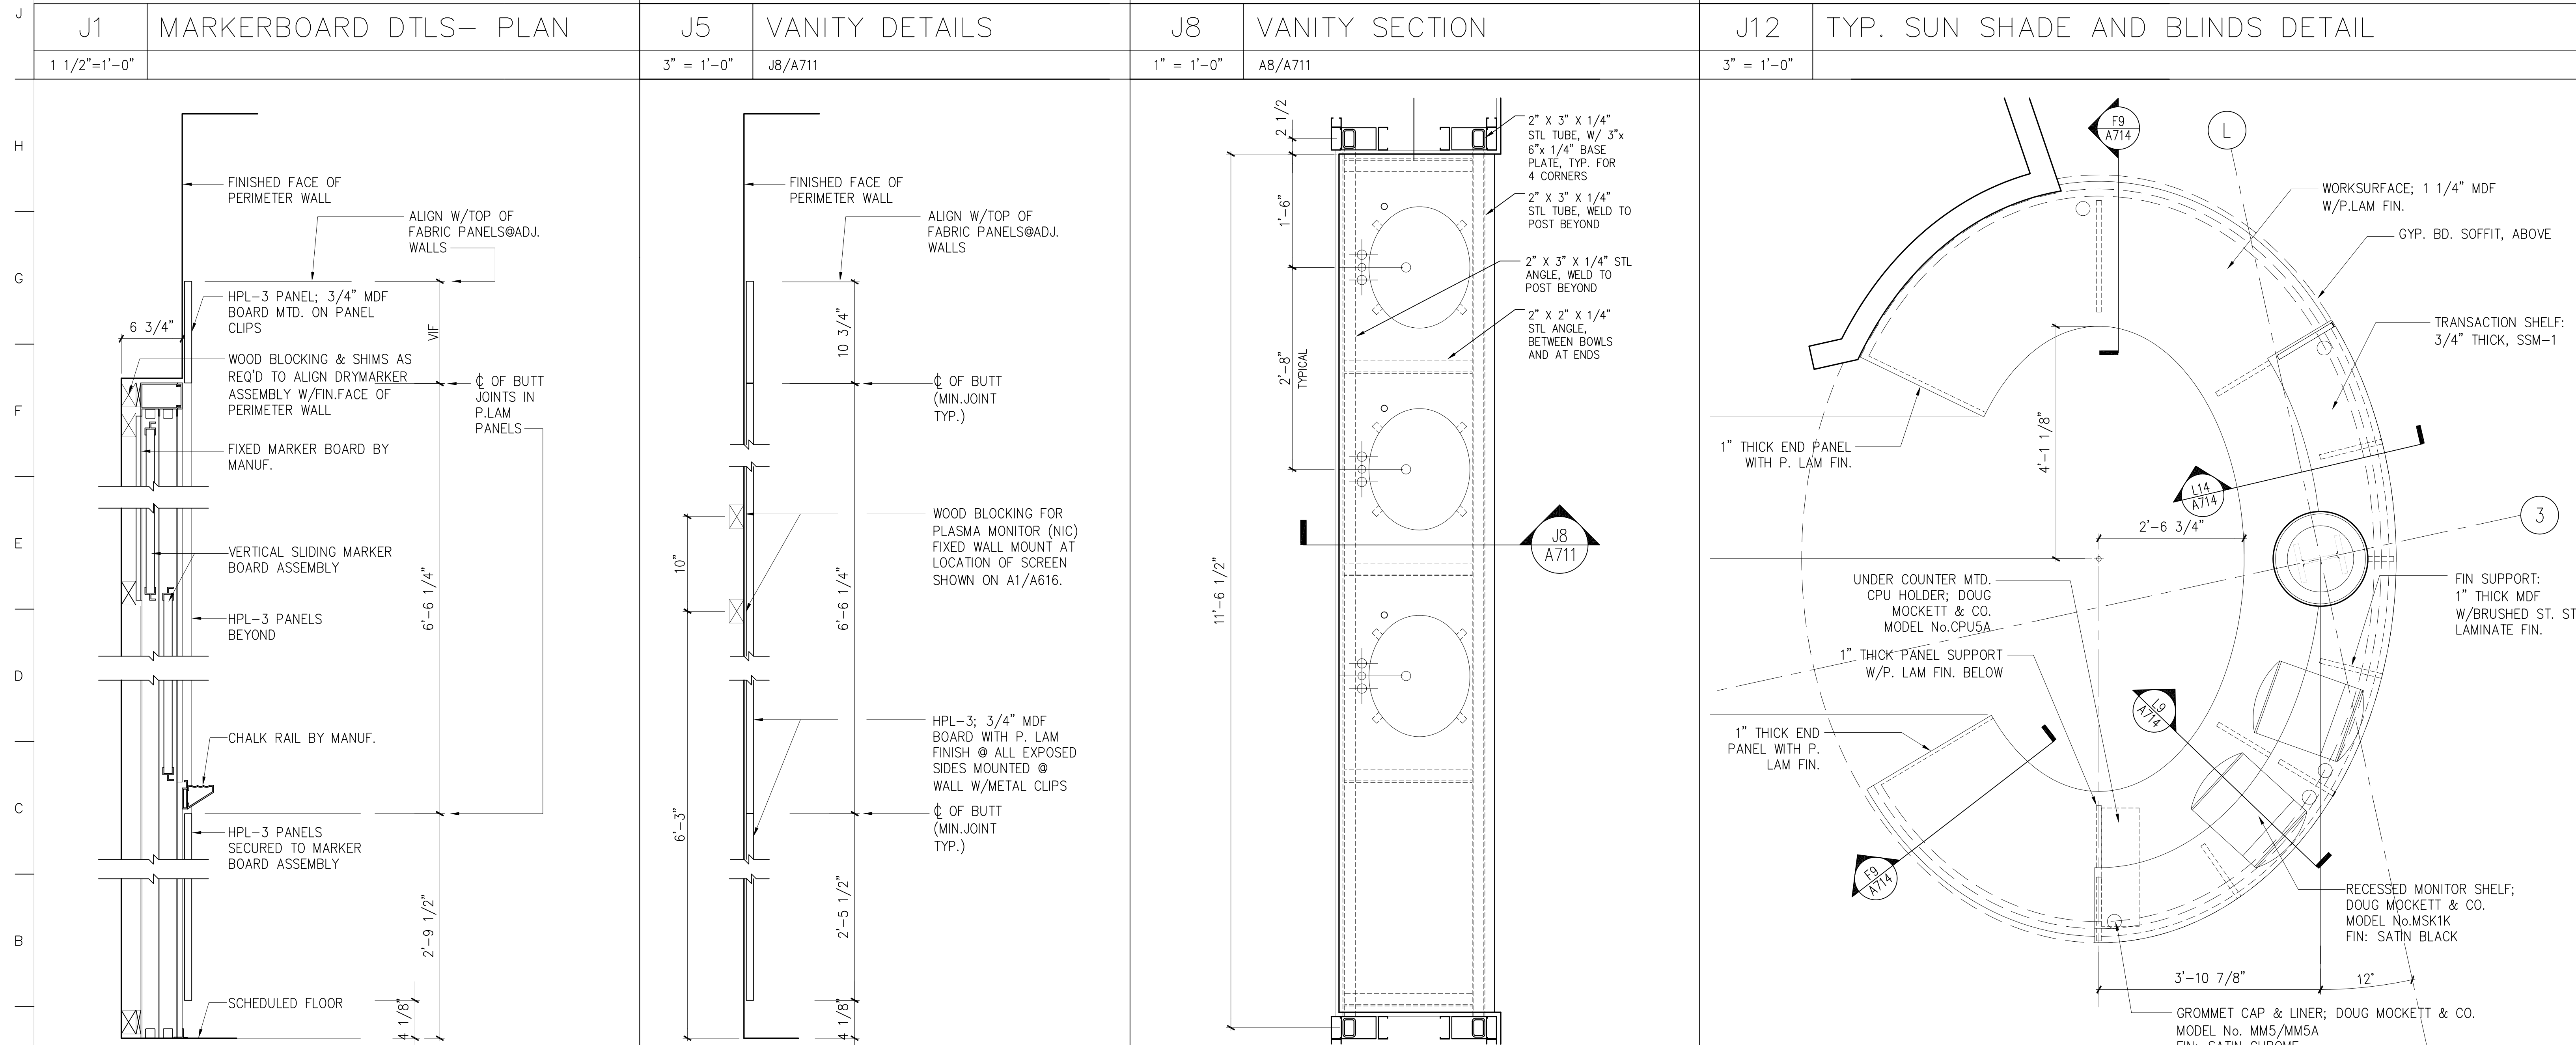 J
H
G
F
E
D
C
B
J1
MARKERBOARD DTLS- PLAN
1 1/2"=1'-0"
J5
VANITY DETAILS
3" = 1'-0"
J8/A711
J8
VANITY SECTION
1" = 1'-0"
A8/A711
J12
TYP. SUN SHADE AND BLINDS DETAIL
3" = 1'-0"
FINISHED FACE OF
PERIMETER WALL
ALIGN W/TOP OF
FABRIC PANELS@ADJ.
WALLS
HPL-3 PANEL; 3/4" MDF
BOARD MTD. ON PANEL
CLIPS
6 3/4"
VIF
WOOD BLOCKING & SHIMS AS
REQ'D TO ALIGN DRYMARKER
ASSEMBLY W/FIN.FACE OF
PERIMETER WALL
℄ OF BUTT
JOINTS IN
P.LAM
PANELS
FIXED MARKER BOARD BY
MANUF.
VERTICAL SLIDING MARKER
BOARD ASSEMBLY
6'-6 1/4"
HPL-3 PANELS
BEYOND
CHALK RAIL BY MANUF.
HPL-3 PANELS
SECURED TO MARKER
BOARD ASSEMBLY
2'-9 1/2"
SCHEDULED FLOOR
4 1/8"
FINISHED FACE OF
PERIMETER WALL
ALIGN W/TOP OF
FABRIC PANELS@ADJ.
WALLS
10 3/4"
℄ OF BUTT
(MIN.JOINT
TYP.)
WOOD BLOCKING FOR
PLASMA MONITOR (NIC)
FIXED WALL MOUNT AT
LOCATION OF SCREEN
SHOWN ON A1/A616.
10"
6'-6 1/4"
HPL-3; 3/4" MDF
BOARD WITH P. LAM
FINISH @ ALL EXPOSED
SIDES MOUNTED @
WALL W/METAL CLIPS
℄ OF BUTT
(MIN.JOINT
TYP.)
6'-3"
2'-5 1/2"
4 1/8"
2 1/2
2" X 3" X 1/4"
STL TUBE, W/ 3"x
6"x 1/4" BASE
PLATE, TYP. FOR
4 CORNERS
2" X 3" X 1/4"
STL TUBE, WELD TO
POST BEYOND
1'-6"
2" X 3" X 1/4" STL
ANGLE, WELD TO
POST BEYOND
2" X 2" X 1/4"
STL ANGLE,
BETWEEN BOWLS
AND AT ENDS
2'-8"
TYPICAL
J8
A711
11'-6 1/2"
F9
A714
L
WORKSURFACE; 1 1/4" MDF
W/P.LAM FIN.
GYP. BD. SOFFIT, ABOVE
TRANSACTION SHELF:
3/4" THICK, SSM-1
1" THICK END PANEL
WITH P. LAM FIN.
4'-1 1/8"
L14
A714
3
2'-6 3/4"
UNDER COUNTER MTD.
CPU HOLDER; DOUG
MOCKETT & CO.
MODEL No.CPU5A
FIN SUPPORT:
1" THICK MDF
W/BRUSHED ST. ST
LAMINATE FIN.
1" THICK PANEL SUPPORT
W/P. LAM FIN. BELOW
L9
A714
1" THICK END
PANEL WITH P.
LAM FIN.
F9
A714
RECESSED MONITOR SHELF;
DOUG MOCKETT & CO.
MODEL No.MSK1K
FIN: SATIN BLACK
3'-10 7/8"
12°
GROMMET CAP & LINER; DOUG MOCKETT & CO.
MODEL No. MM5/MM5A
FIN: SATIN CHROME